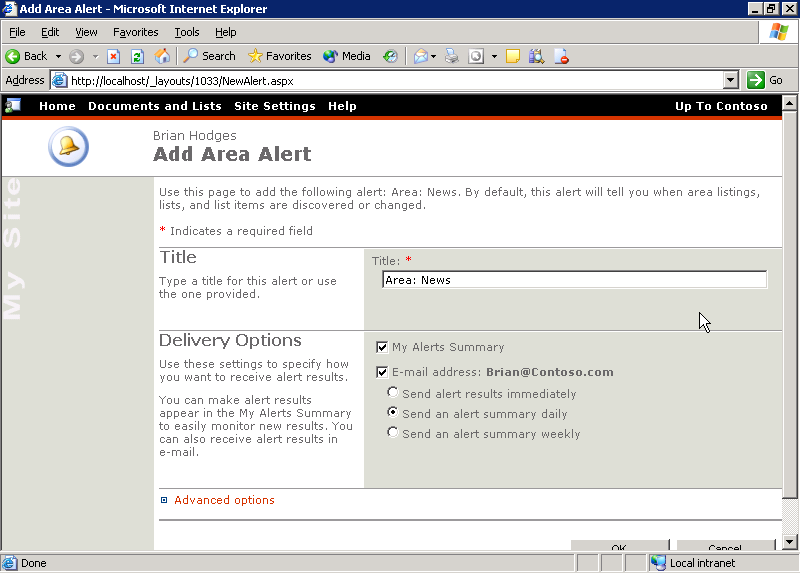 Add Area Alert - Microsoft Internet Explorer
File Edit View Favorites Tools Help
Back Search Favorites Media
Address http://localhost/_layouts/1033/NewAlert.aspx Go
Home Documents and Lists Site Settings Help Up To Contoso
Brian Hodges
Add Area Alert
My Site
Use this page to add the following alert: Area: News. By default, this alert will tell you when area listings,
lists, and list items are discovered or changed.
* Indicates a required field
Title
Type a title for this alert or use
the one provided.
Title: *
Area: News
Delivery Options
Use these settings to specify how
you want to receive alert results.
You can make alert results
appear in the My Alerts Summary
to easily monitor new results. You
can also receive alert results in
e-mail.
My Alerts Summary
E-mail address: Brian@Contoso.com
Send alert results immediately
Send an alert summary daily
Send an alert summary weekly
Advanced options
OK Cancel
Done Local intranet